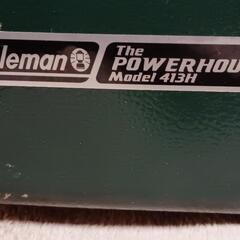 leman The
POWERHOU
Model 413H